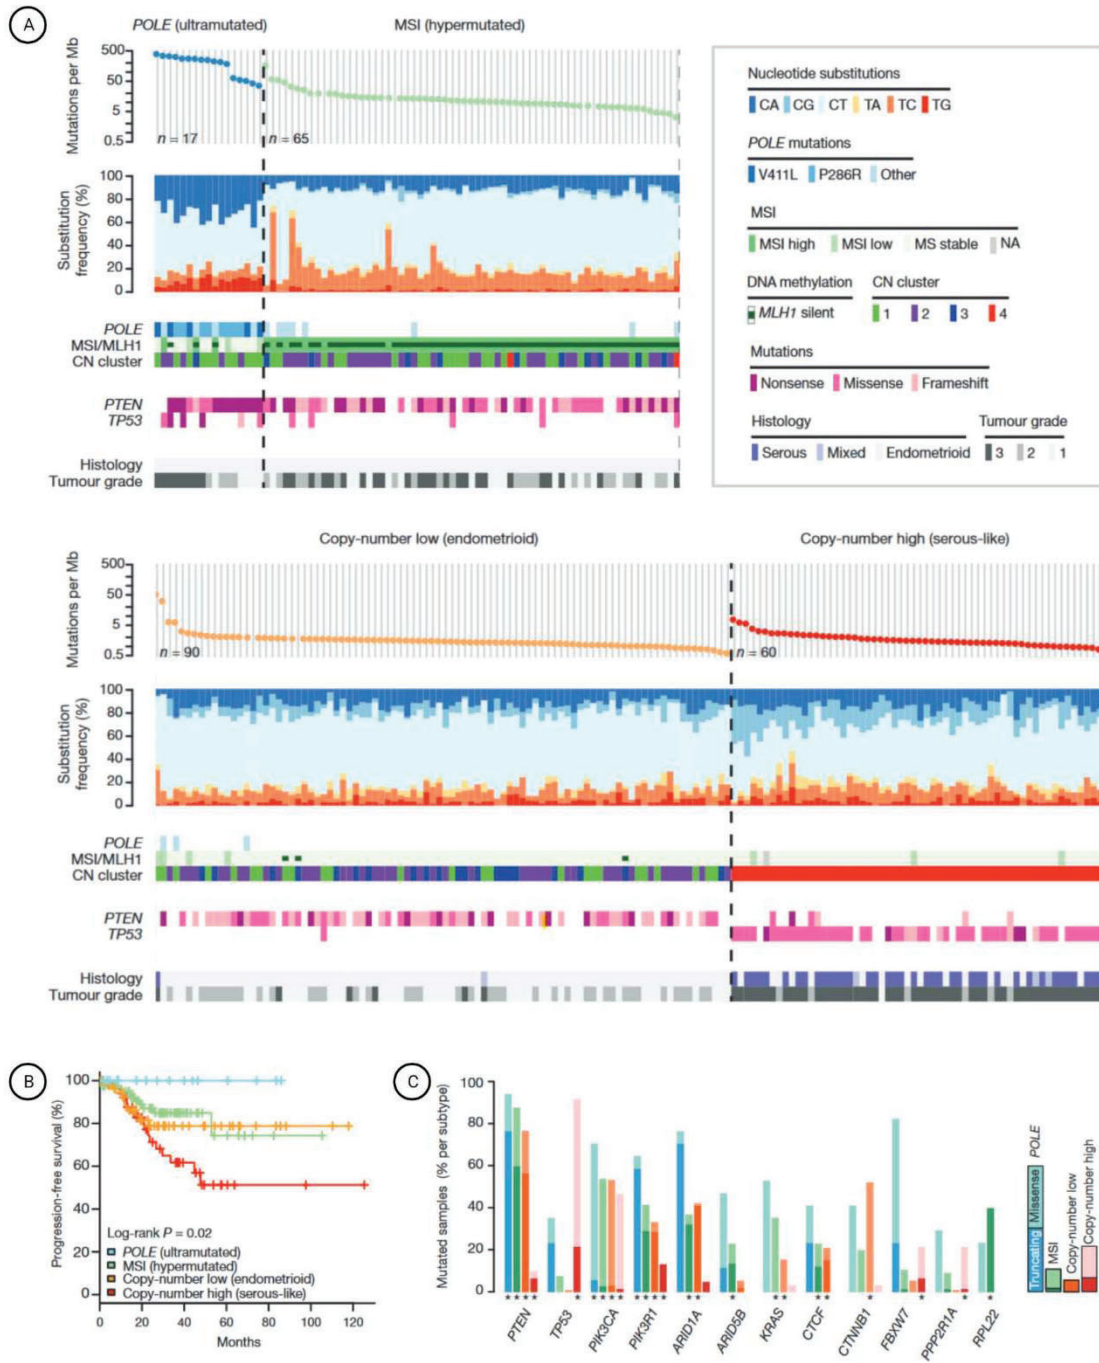 A
POLE (ultramutated)
MSI (hypermutated)
Mutations per Mb
500
50
5
0.5
n = 17
n = 65
Substitution
frequency (%)
100
80
60
40
20
0
POLE
MSI/MLH1
CN cluster
PTEN
TP53
Histology
Tumour grade
Nucleotide substitutions
CA CG CT TA TC TG
POLE mutations
V411L P286R Other
MSI
MSI high MSI low MS stable NA
DNA methylation
MLH1 silent
CN cluster
1 2 3 4
Mutations
Nonsense Missense Frameshift
Histology
Serous Mixed Endometrioid
Tumour grade
3 2 1
Copy-number low (endometrioid)
Copy-number high (serous-like)
Mutations per Mb
500
50
5
0.5
n = 90
n = 60
Substitution
frequency (%)
100
80
60
40
20
0
POLE
MSI/MLH1
CN cluster
PTEN
TP53
Histology
Tumour grade
B
Progression-free survival (%)
100
80
60
40
20
0
Log-rank P = 0.02
POLE (ultramutated)
MSI (hypermutated)
Copy-number low (endometrioid)
Copy-number high (serous-like)
0 20 40 60 80 100 120
Months
C
Mutated samples (% per subtype)
100
80
60
40
20
0
* * * * * * * * * * * * * * * * * * * * * * *
PTEN
TP53
PIK3CA
PIK3R1
ARID1A
ARID5B
KRAS
CTCF
CTNNB1
FBXW7
PPP2R1A
RPL22
Truncating Missense POLE
MSI
Copy-number low
Copy-number high